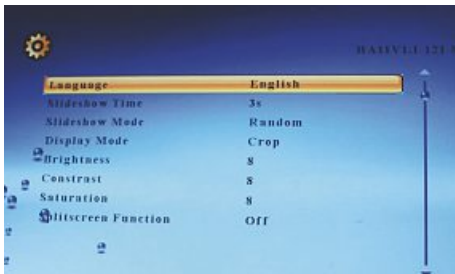 Language English
Slideshow Time 3s
Slideshow Mode Random
Display Mode Crop
Brightness 8
Constrast 8
Saturation 8
Splitscreen Function Off